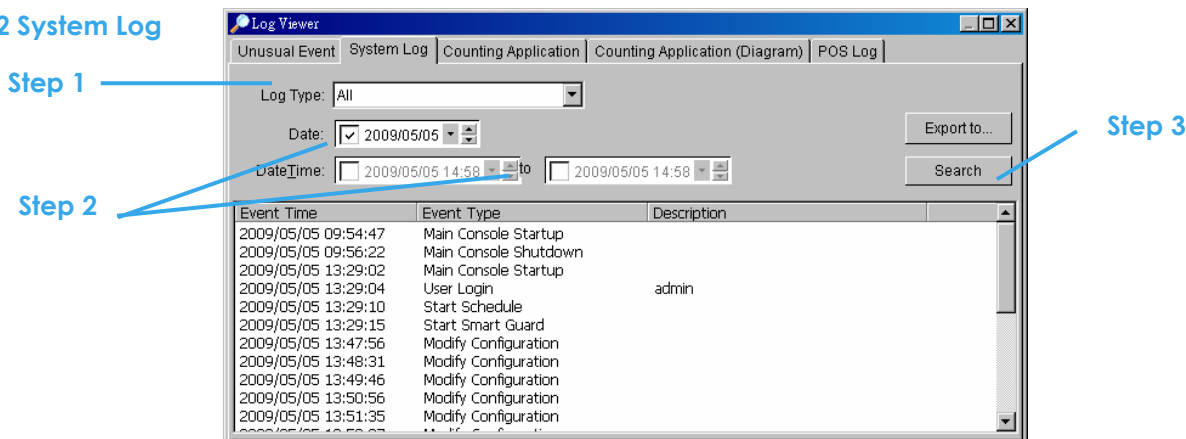 2 System Log
Log Viewer
Unusual Event System Log Counting Application Counting Application (Diagram) POS Log
Step 1
Log Type: All
Date: 2009/05/05
Export to...
Step 3
DateTime: 2009/05/05 14:58 to 2009/05/05 14:58
Search
Step 2
Event Time Event Type Description
2009/05/05 09:54:47 Main Console Startup
2009/05/05 09:56:22 Main Console Shutdown
2009/05/05 13:29:02 Main Console Startup
2009/05/05 13:29:04 User Login admin
2009/05/05 13:29:10 Start Schedule
2009/05/05 13:29:15 Start Smart Guard
2009/05/05 13:47:56 Modify Configuration
2009/05/05 13:48:31 Modify Configuration
2009/05/05 13:49:46 Modify Configuration
2009/05/05 13:50:56 Modify Configuration
2009/05/05 13:51:35 Modify Configuration